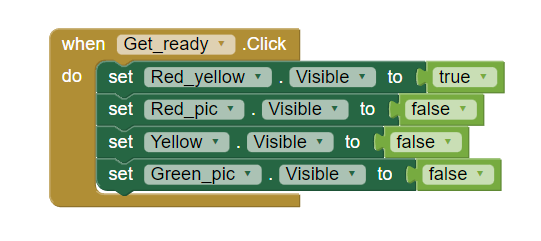 when Get_ready .Click
do set Red_yellow . Visible to true
set Red_pic . Visible to false
set Yellow . Visible to false
set Green_pic . Visible to false